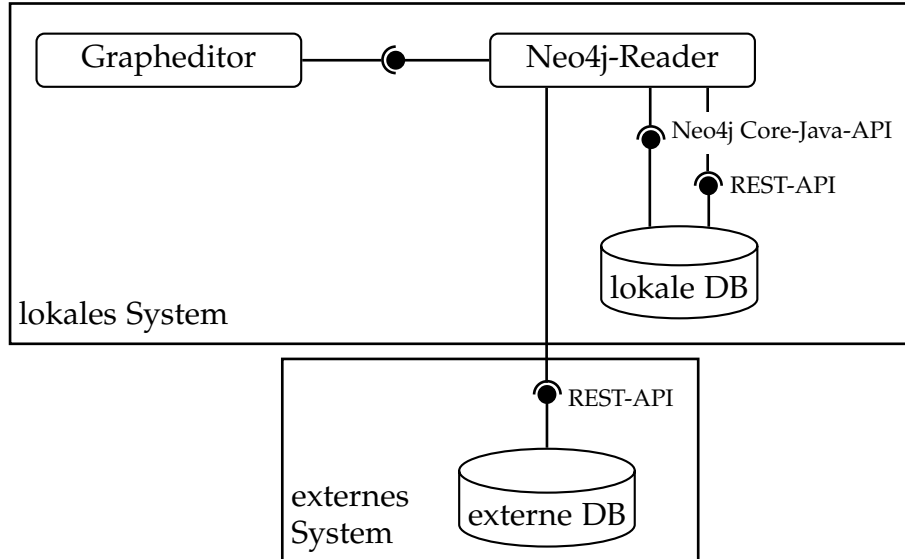 Grapheditor
Neo4j-Reader
Neo4j Core-Java-API
REST-API
lokale DB
lokales System
REST-API
externes
System
externe DB